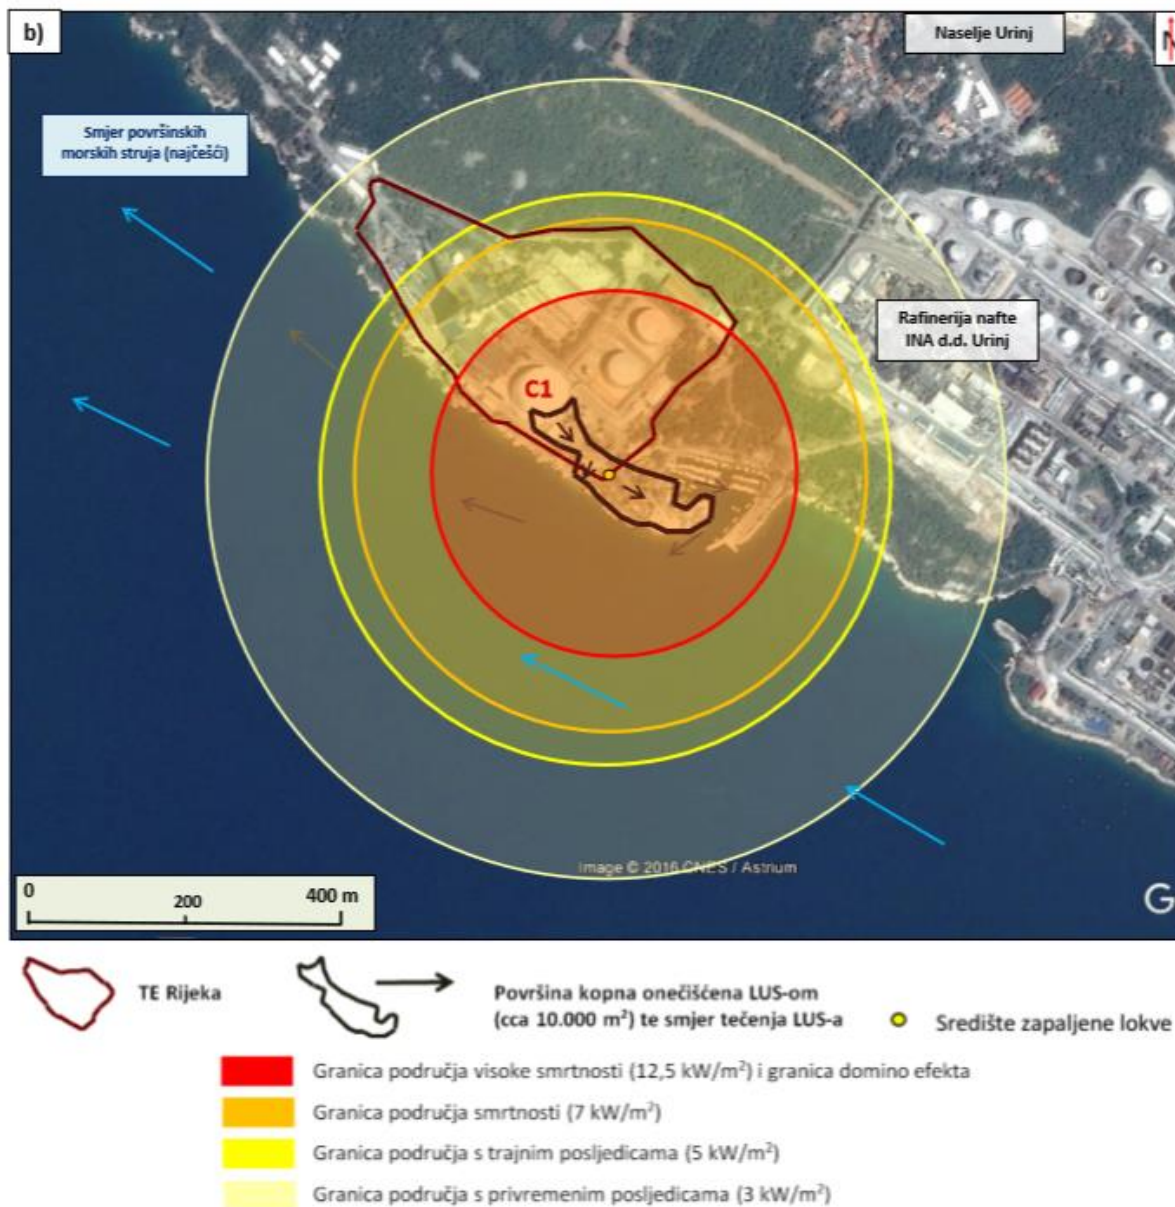 b)
Naselje Urinj
N
Smjer površinskih
morskih struja (najčešći)
Rafinerija nafte
INA d.d. Urinj
C1
Image © 2016 CNES / Astrium
G
0
200
400 m
TE Rijeka
Površina kopna onečišćena LUS-om
(cca 10.000 m²) te smjer tečenja LUS-a
Središte zapaljene lokve
Granica područja visoke smrtnosti (12,5 kW/m²) i granica domino efekta
Granica područja smrtnosti (7 kW/m²)
Granica područja s trajnim posljedicama (5 kW/m²)
Granica područja s privremenim posljedicama (3 kW/m²)